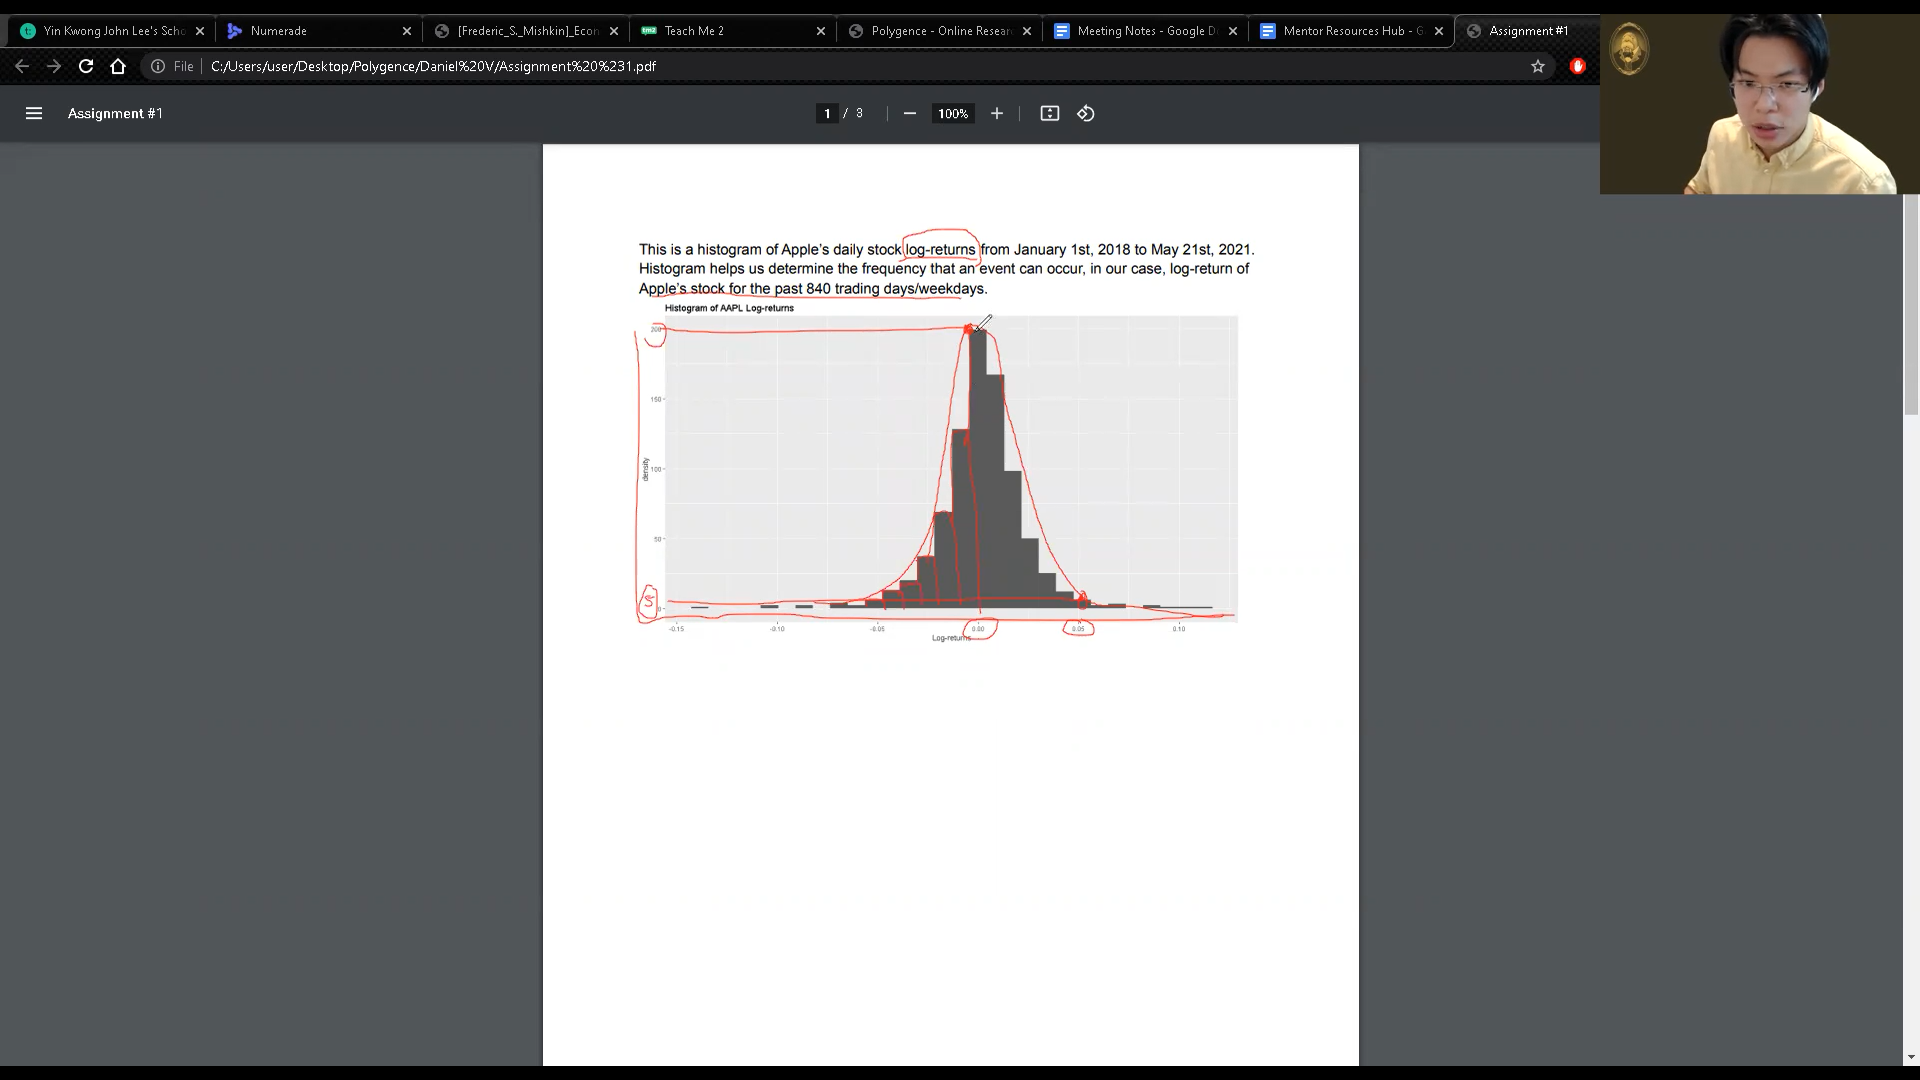 Yin Kwong John Lee's Scho
Numerade
[Frederic_S._Mishkin]_Econ
tm2 Teach Me 2
Polygence - Online Resear
Meeting Notes - Google D
Mentor Resources Hub - G
Assignment #1
File C:/Users/user/Desktop/Polygence/Daniel%20V/Assignment%20%231.pdf
Assignment #1
1 / 3
100%
This is a histogram of Apple's daily stock log-returns from January 1st, 2018 to May 21st, 2021.
Histogram helps us determine the frequency that an event can occur, in our case, log-return of
Apple's stock for the past 840 trading days/weekdays.
Histogram of AAPL Log-returns
200
150
100
50
0
density
5
-0.15 -0.10 -0.05 0.00 0.05 0.10
Log-returns